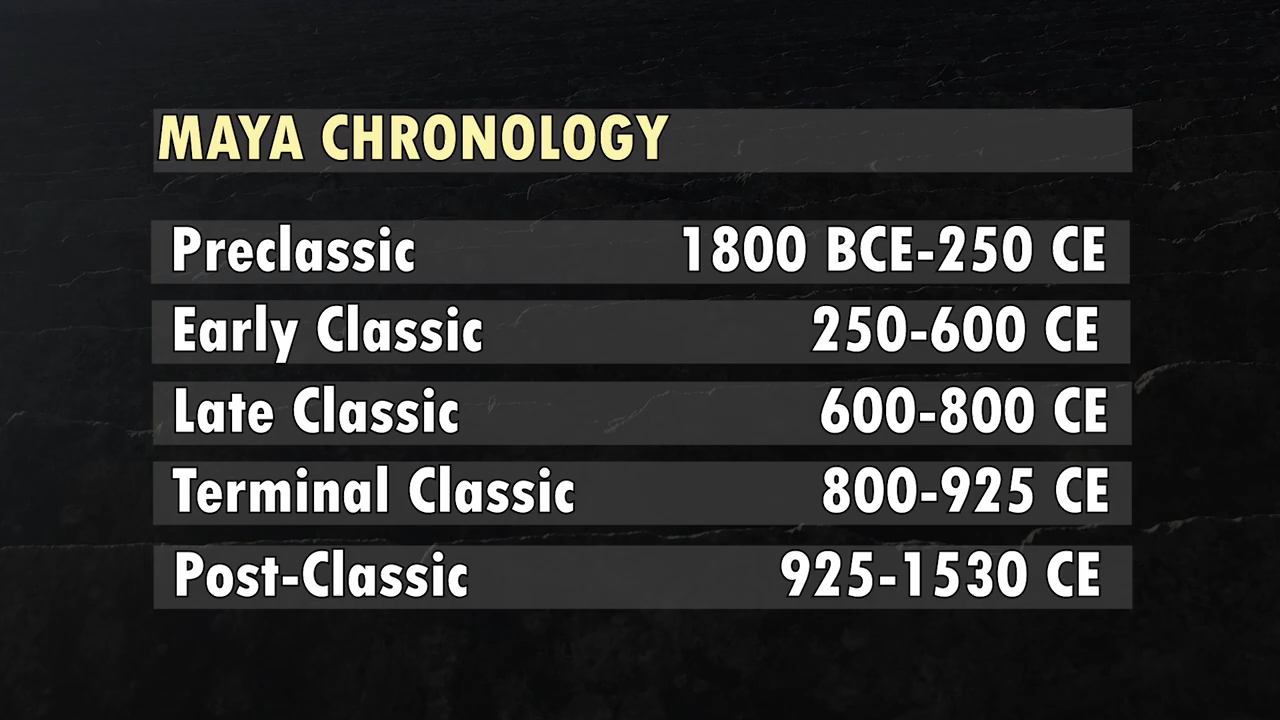 MAYA CHRONOLOGY
Preclassic 1800 BCE-250 CE
Early Classic 250-600 CE
Late Classic 600-800 CE
Terminal Classic 800-925 CE
Post-Classic 925-1530 CE